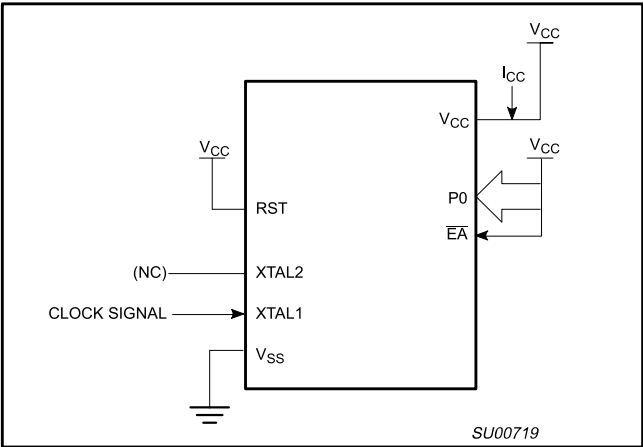 VCC
ICC
VCC
VCC
VCC
RST
P0
EA
(NC)
XTAL2
CLOCK SIGNAL
XTAL1
VSS
SU00719